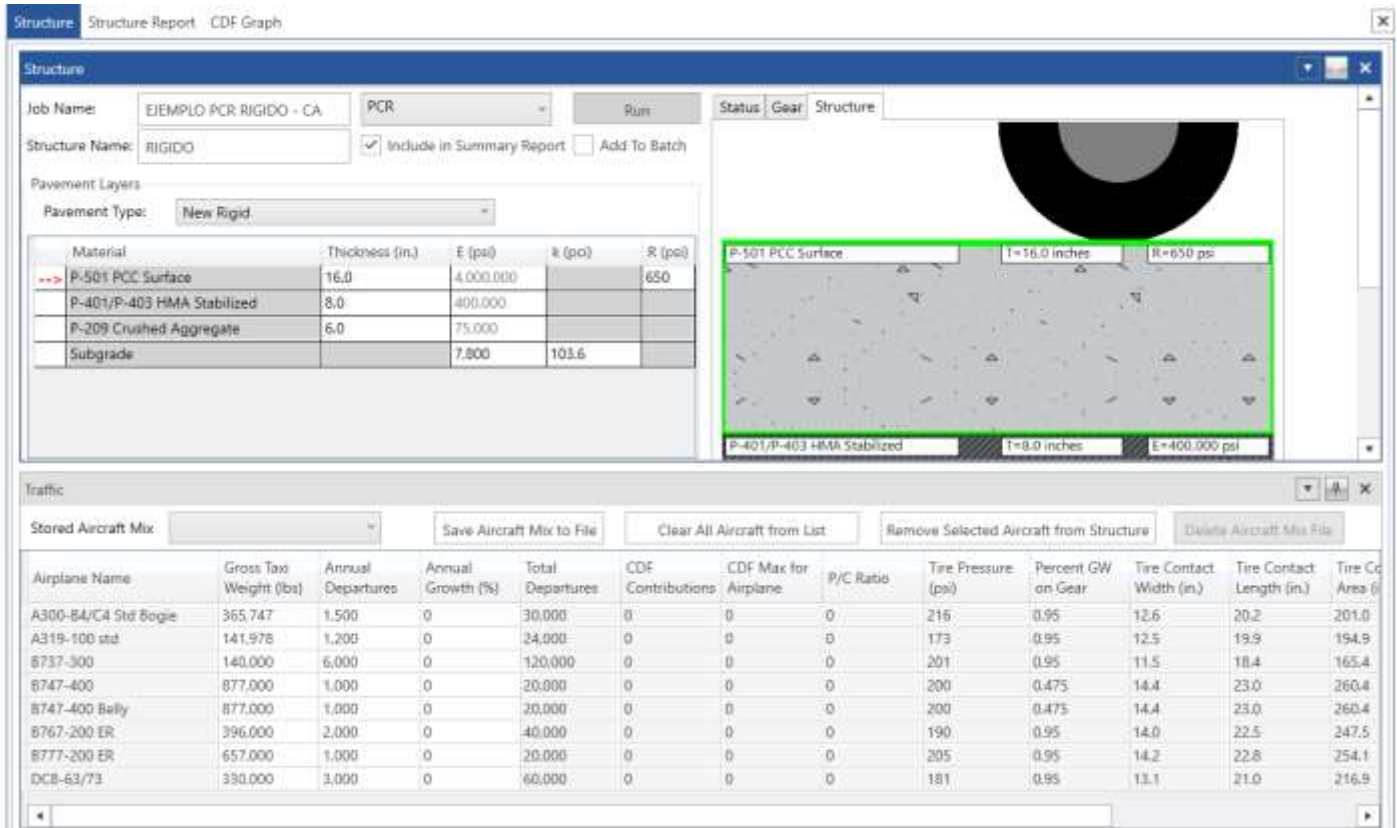 Structure Structure Report CDF Graph
Structure
Job Name: EJEMPLO PCR RIGIDO - CA PCR Run
Structure Name: RIGIDO Include in Summary Report Add To Batch
Pavement Layers
Pavement Type: New Rigid
Material Thickness (in.) E (psi) k (pci) R (psi)
--> P-501 PCC Surface 16.0 4.000.000 650
P-401/P-403 HMA Stabilized 8.0 400.000
P-209 Crushed Aggregate 6.0 75.000
Subgrade 7,800 103.6
Status Gear Structure
P-501 PCC Surface T=16.0 inches R=650 psi
P-401/P-403 HMA Stabilized T=8.0 inches E=400.000 psi
Traffic
Stored Aircraft Mix Save Aircraft Mix to File Clear All Aircraft from List Remove Selected Aircraft from Structure Delete Aircraft Mix File
Airplane Name Gross Taxi Weight (lbs) Annual Departures Annual Growth (%) Total Departures CDF Contributions CDF Max for Airplane P/C Ratio Tire Pressure (psi) Percent GW on Gear Tire Contact Width (in.) Tire Contact Length (in.) Tire Co Area (i
A300-B4/C4 Std Bogie 365,747 1,500 0 30,000 0 0 0 216 0.95 12.6 20.2 201.0
A319-100 std 141,978 1,200 0 24,000 0 0 0 173 0.95 12.5 19.9 194.9
B737-300 140,000 6,000 0 120,000 0 0 0 201 0.95 11.5 18.4 165.4
B747-400 877,000 1,000 0 20,000 0 0 0 200 0.475 14.4 23.0 260.4
B747-400 Belly 877,000 1,000 0 20,000 0 0 0 200 0.475 14.4 23.0 260.4
B767-200 ER 396,000 2,000 0 40,000 0 0 0 190 0.95 14.0 22.5 247.5
B777-200 ER 657,000 1,000 0 20,000 0 0 0 205 0.95 14.2 22.8 254.1
DC8-63/73 330,000 3,000 0 60,000 0 0 0 181 0.95 13.1 21.0 216.9